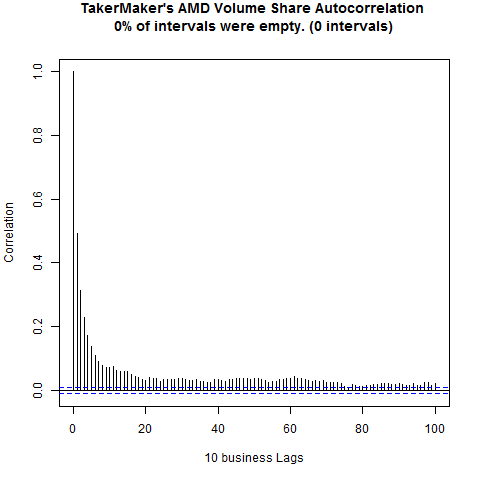 TakerMaker's AMD Volume Share Autocorrelation
0% of intervals were empty. (0 intervals)
Correlation
1.0
0.8
0.6
0.4
0.2
0.0
0 20 40 60 80 100
10 business Lags